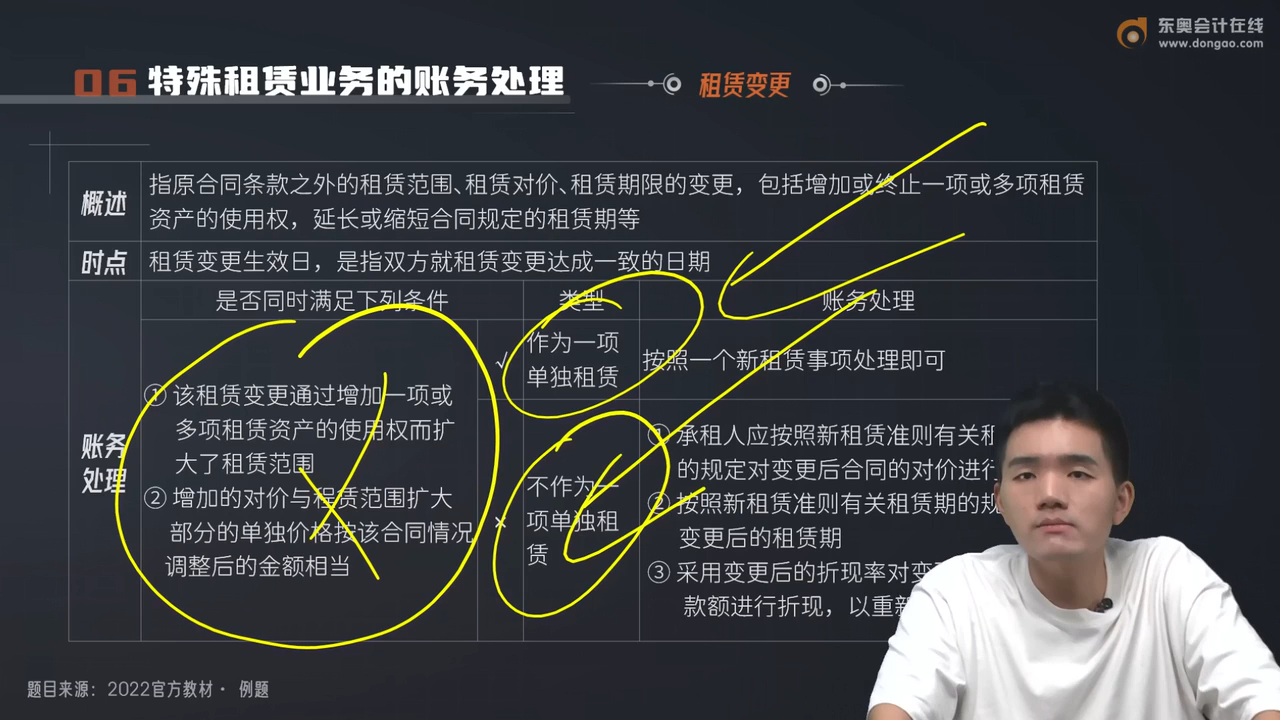 东奥会计在线
www.dongao.com
06 特殊租赁业务的账务处理
租赁变更
概述
指原合同条款之外的租赁范围、租赁对价、租赁期限的变更，包括增加或终止一项或多项租赁
资产的使用权，延长或缩短合同规定的租赁期等
时点
租赁变更生效日，是指双方就租赁变更达成一致的日期
账务
处理
是否同时满足下列条件
类型
账务处理
① 该租赁变更通过增加一项或
多项租赁资产的使用权而扩
大了租赁范围
② 增加的对价与租赁范围扩大
部分的单独价格按该合同情况
调整后的金额相当
√
作为一项
单独租赁
按照一个新租赁事项处理即可
×
不作为一
项单独租
赁
① 承租人应按照新租赁准则有关租
的规定对变更后合同的对价进行
② 按照新租赁准则有关租赁期的规
变更后的租赁期
③ 采用变更后的折现率对变
款额进行折现，以重新
题目来源：2022官方教材· 例题